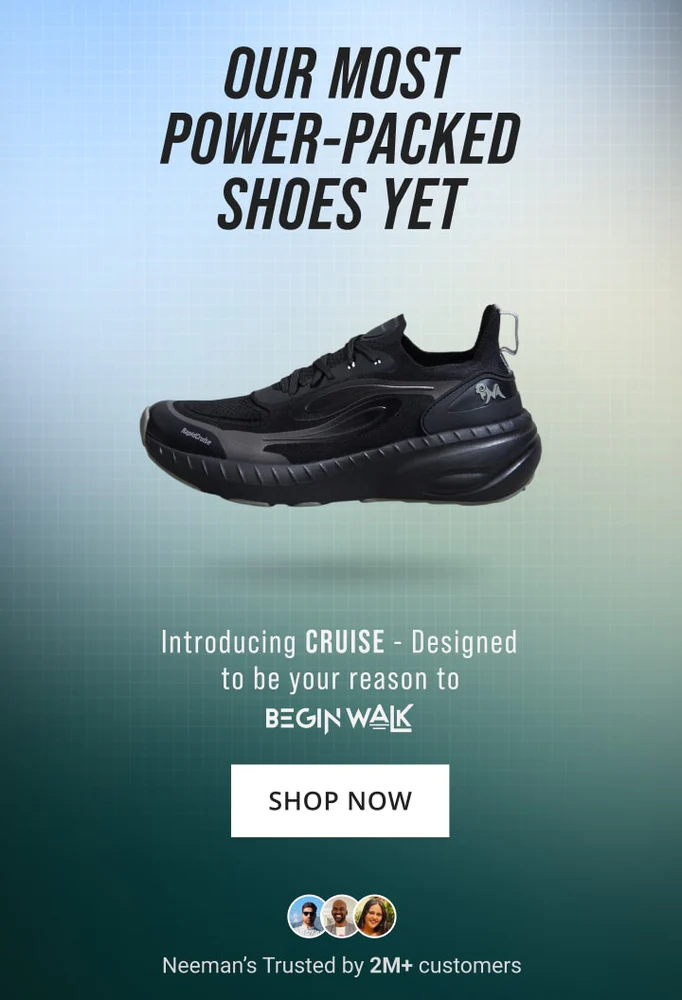 OUR MOST
POWER-PACKED
SHOES YET
RapidCruise
Introducing CRUISE - Designed
to be your reason to
BEGIN WALK
SHOP NOW
Neeman’s Trusted by 2M+ customers